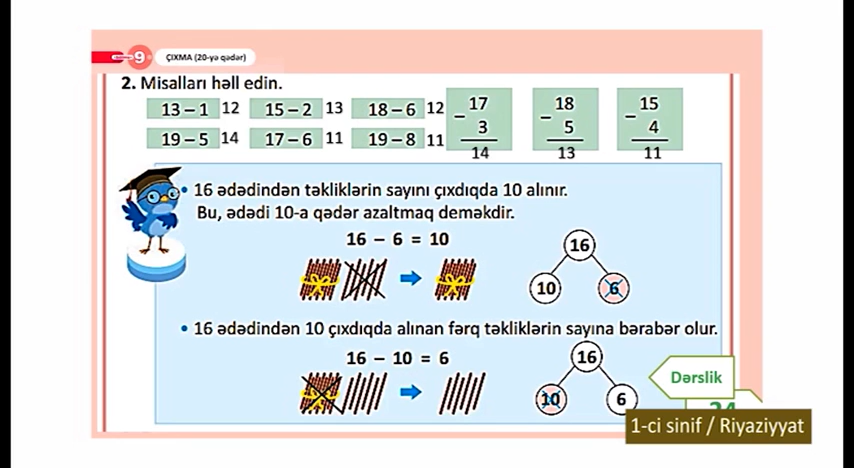 9 ÇIXMA (20-yə qədər)
2. Misalları həll edin.
13 – 1 12 15 – 2 13 18 – 6 12
19 – 5 14 17 – 6 11 19 – 8 11
17
– 3
14
18
– 5
13
15
– 4
11
• 16 ədədindən təkliklərin sayını çıxdıqda 10 alınır.
Bu, ədədi 10-a qədər azaltmaq deməkdir.
16 – 6 = 10
16
10 6
• 16 ədədindən 10 çıxdıqda alınan fərq təkliklərin sayına bərabər olur.
16 – 10 = 6
16
10 6
Dərslik
1-ci sinif / Riyaziyyat